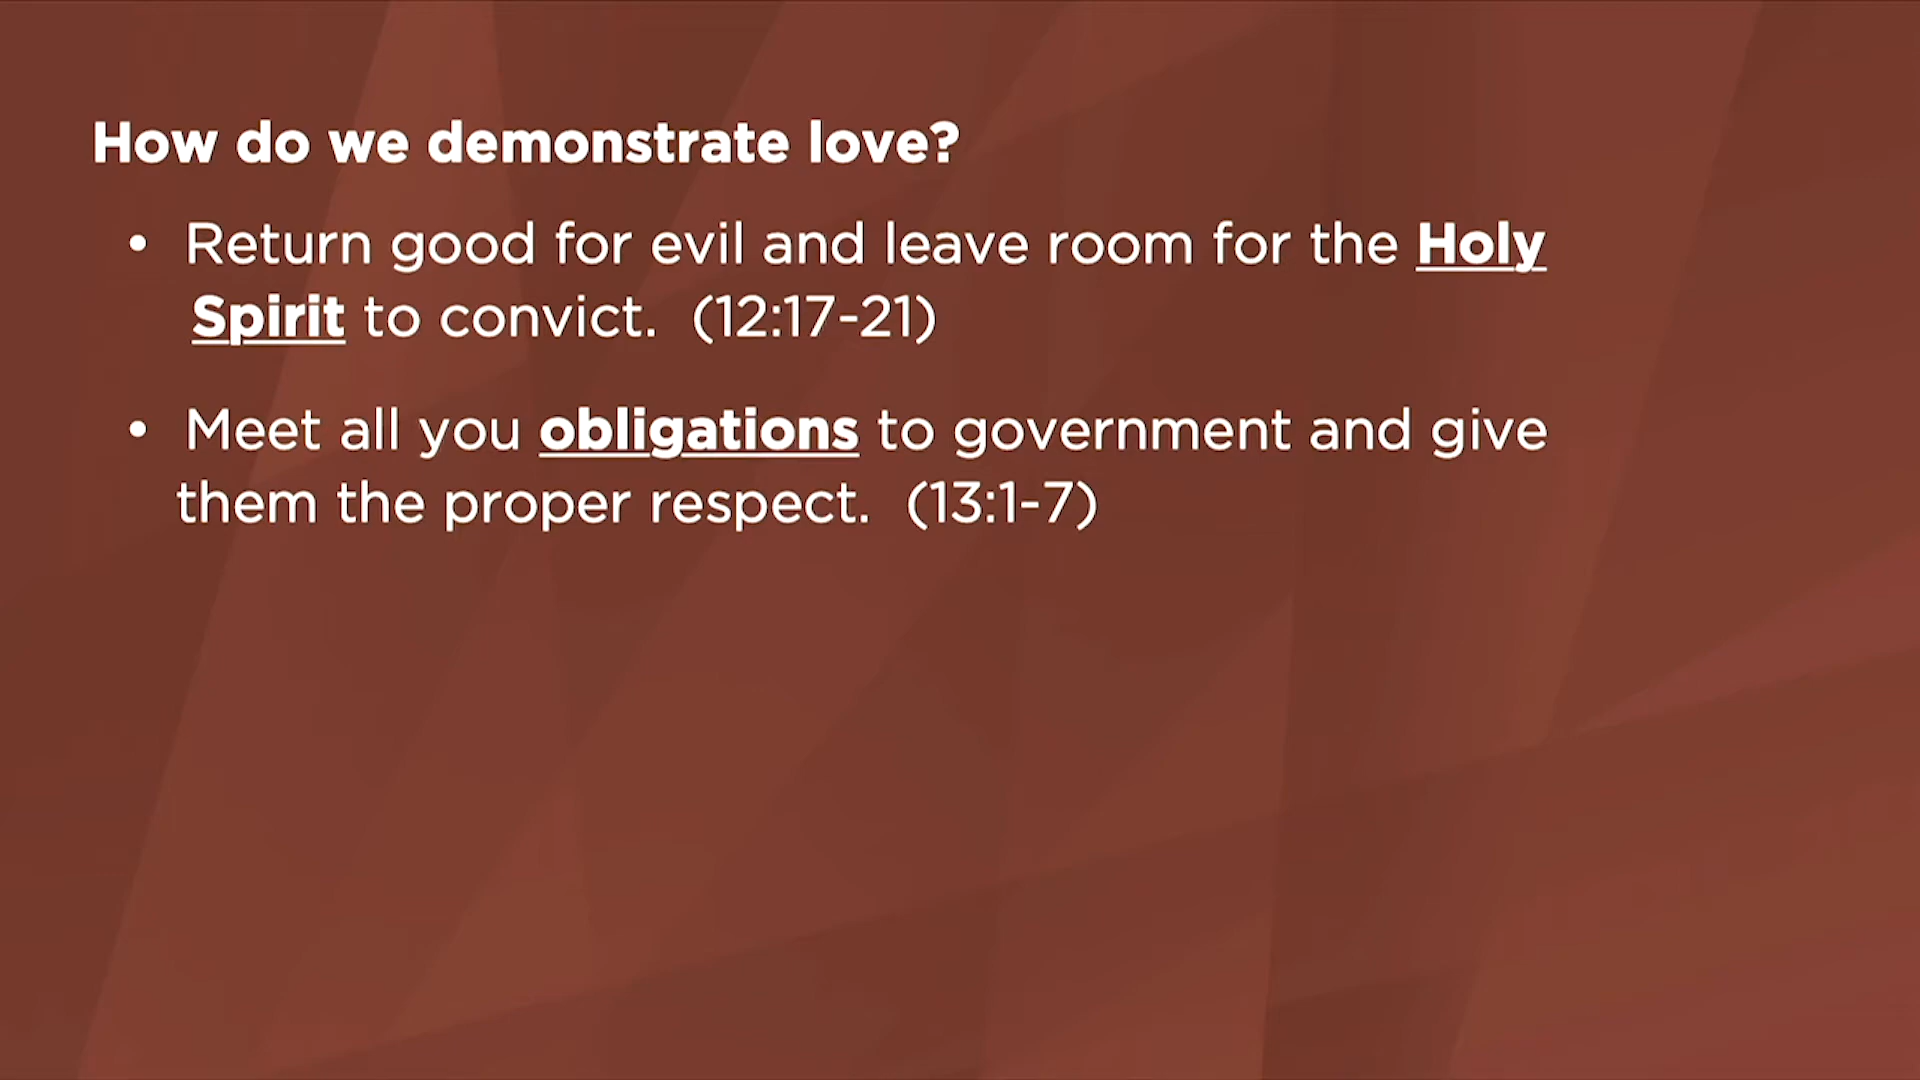 How do we demonstrate love?
• Return good for evil and leave room for the Holy
Spirit to convict.  (12:17-21)
• Meet all you obligations to government and give
them the proper respect.  (13:1-7)